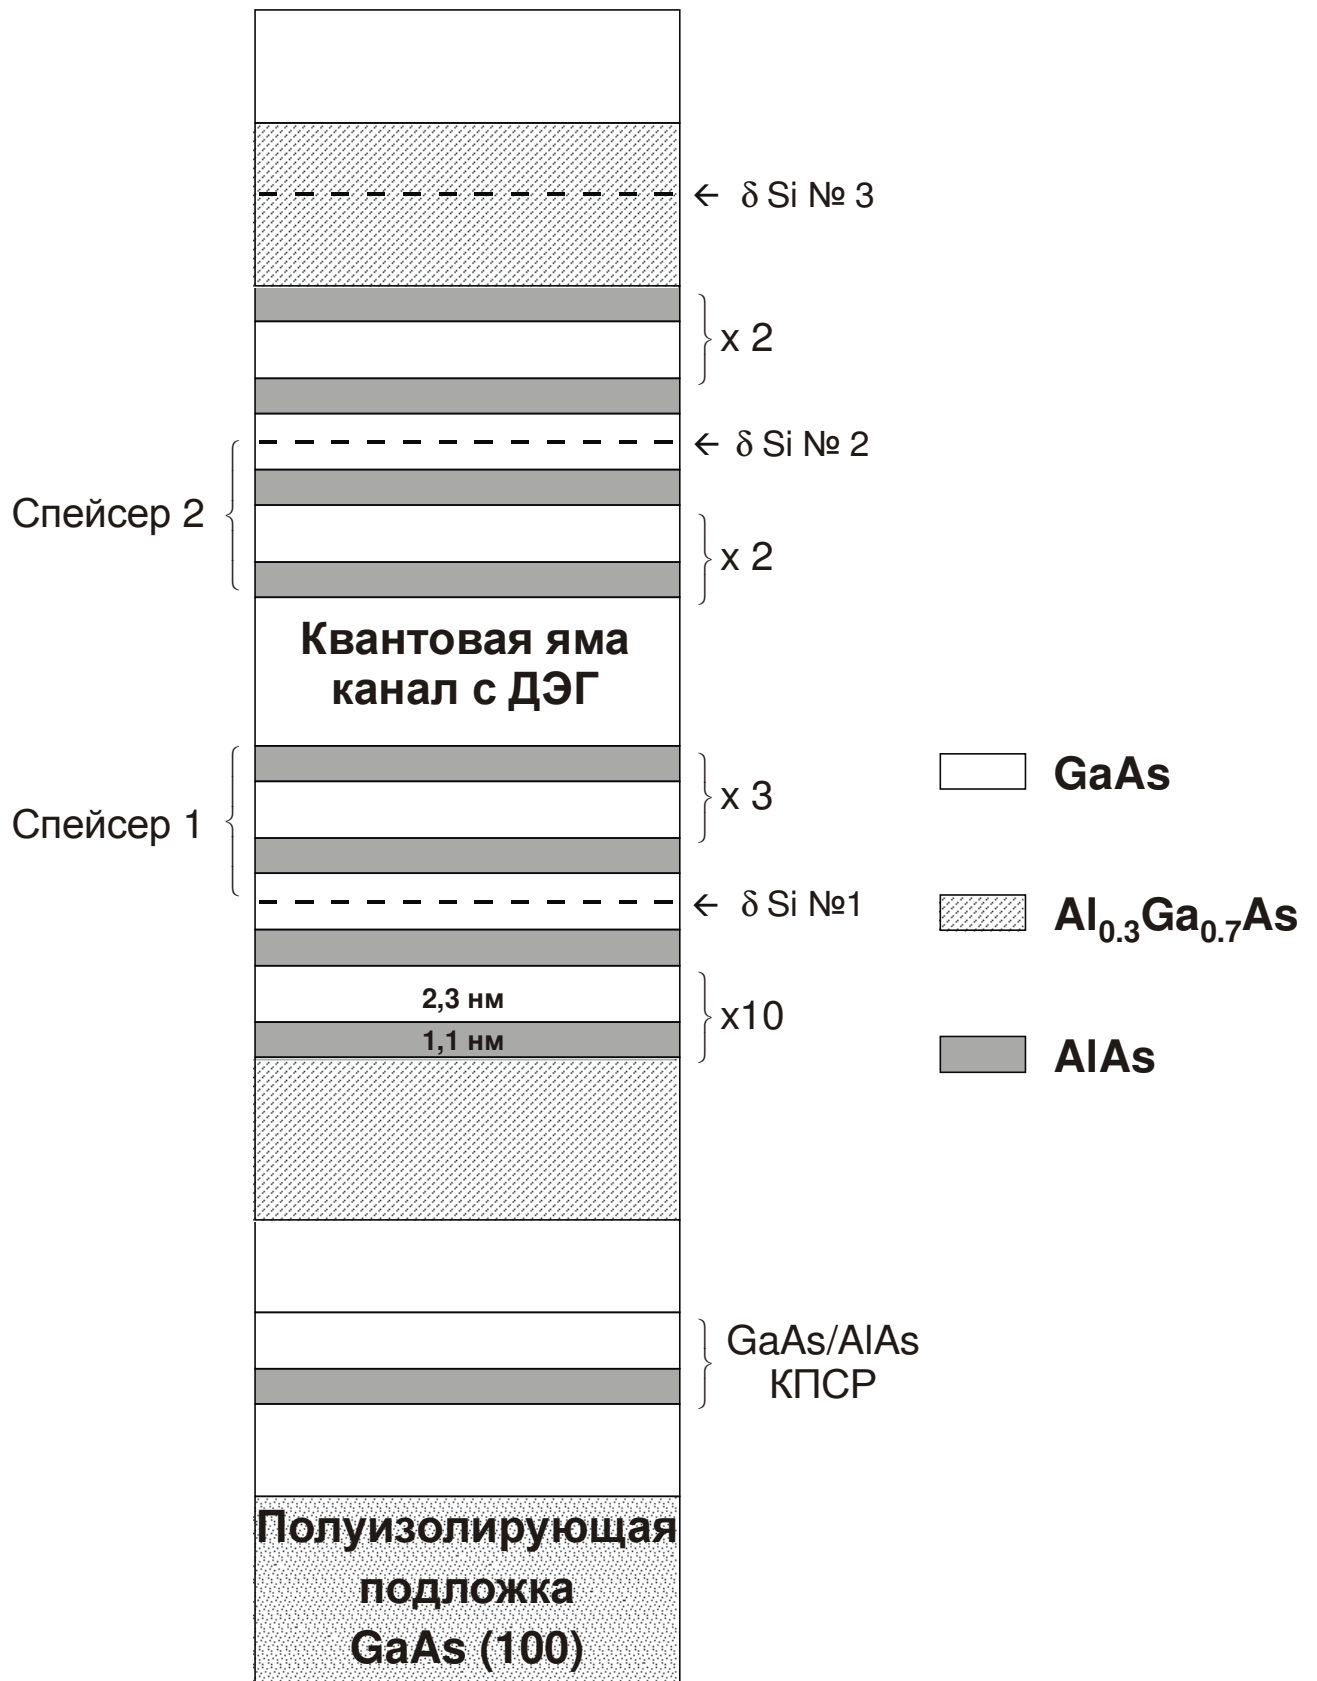 ← δ Si № 3
x 2
← δ Si № 2
Спейсер 2
x 2
Квантовая яма
канал с ДЭГ
GaAs
x 3
Спейсер 1
← δ Si №1
Al0.3Ga0.7As
2,3 нм
x10
1,1 нм
AlAs
GaAs/AlAs
КПСР
Полуизолирующая
подложка
GaAs (100)